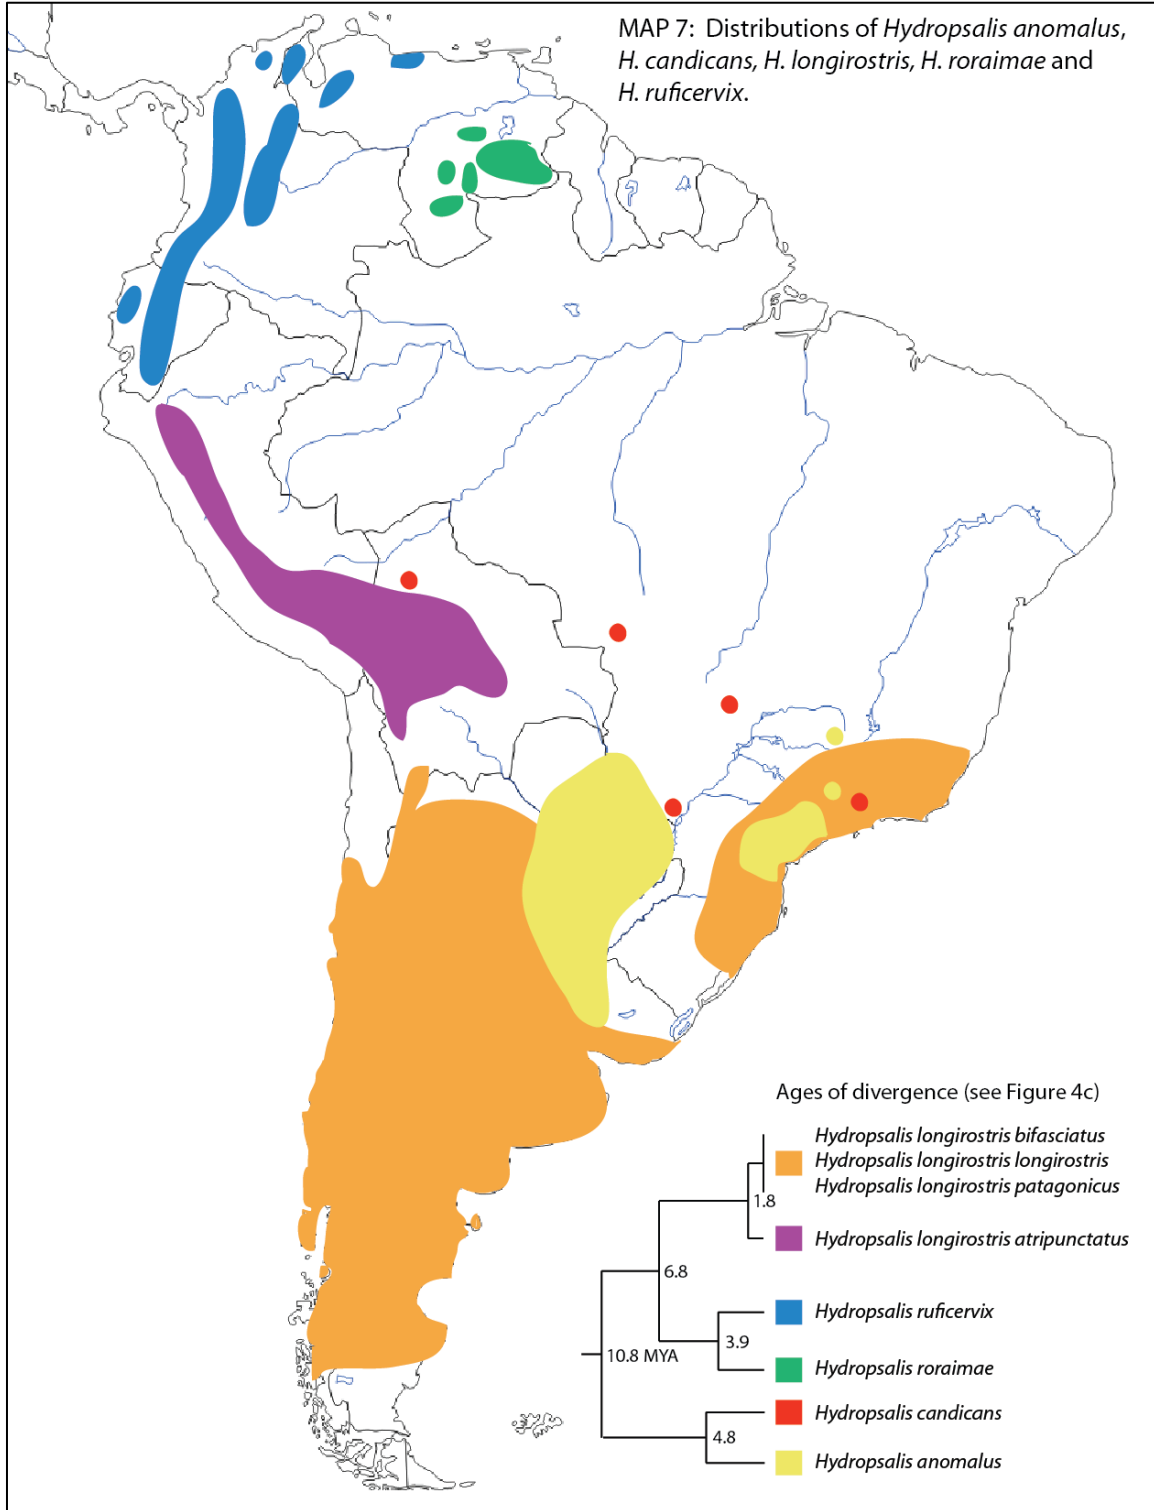 MAP 7: Distributions of Hydropsalis anomalus,
H. candicans, H. longirostris, H. roraimae and
H. ruficervix.
Ages of divergence (see Figure 4c)
Hydropsalis longirostris bifasciatus
Hydropsalis longirostris longirostris
Hydropsalis longirostris patagonicus
1.8
Hydropsalis longirostris atripunctatus
6.8
Hydropsalis ruficervix
3.9
10.8 MYA
Hydropsalis roraimae
Hydropsalis candicans
4.8
Hydropsalis anomalus